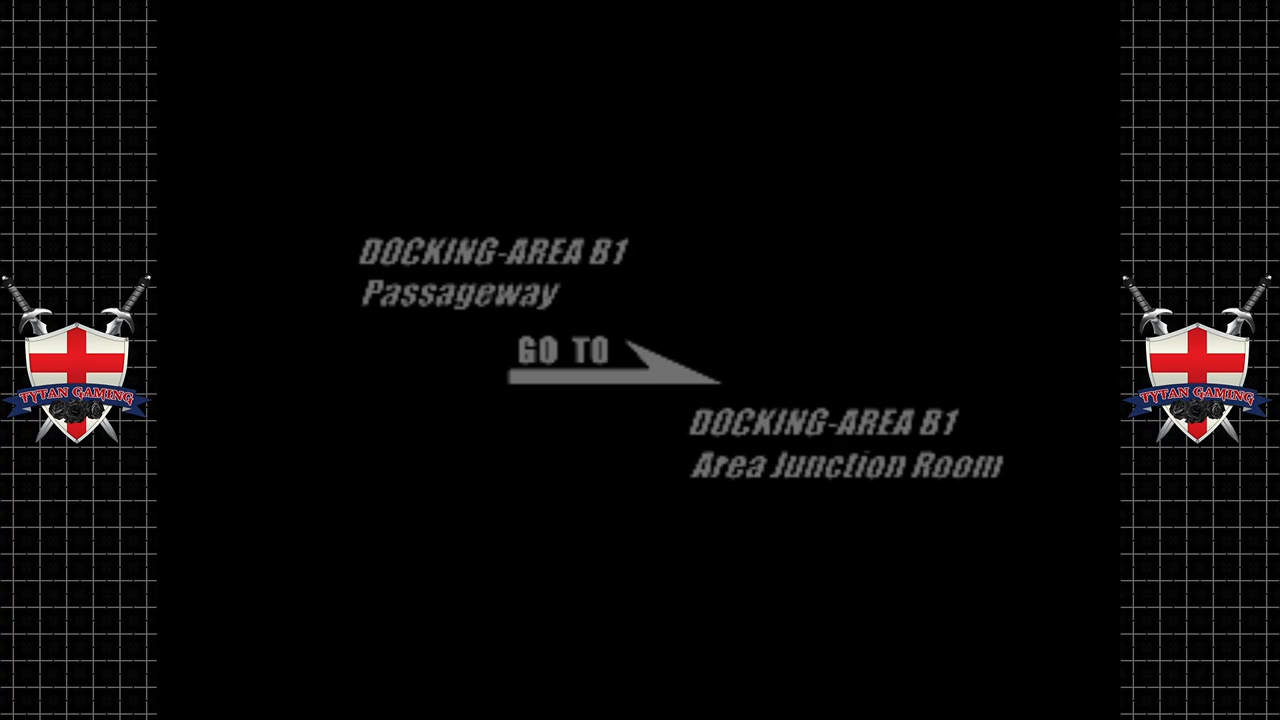 DOCKING-AREA B1
Passageway
GO TO
DOCKING-AREA B1
Area Junction Room
TYTAN GAMING
TYTAN GAMING